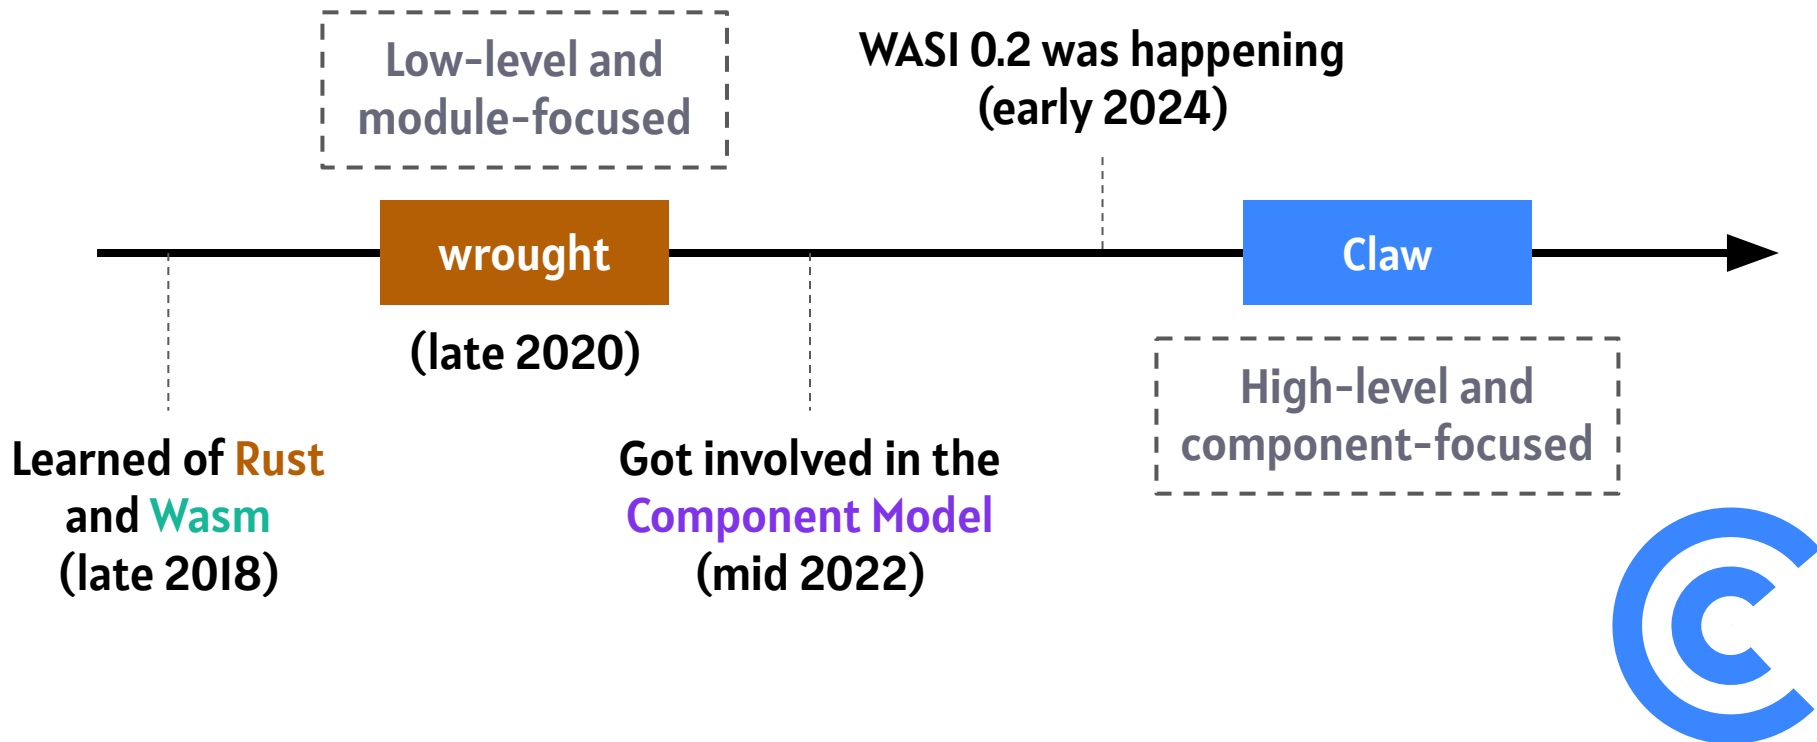 Low-level and
module-focused
WASI 0.2 was happening
(early 2024)
wrought
Claw
(late 2020)
High-level and
component-focused
Learned of Rust
and Wasm
(late 2018)
Got involved in the
Component Model
(mid 2022)